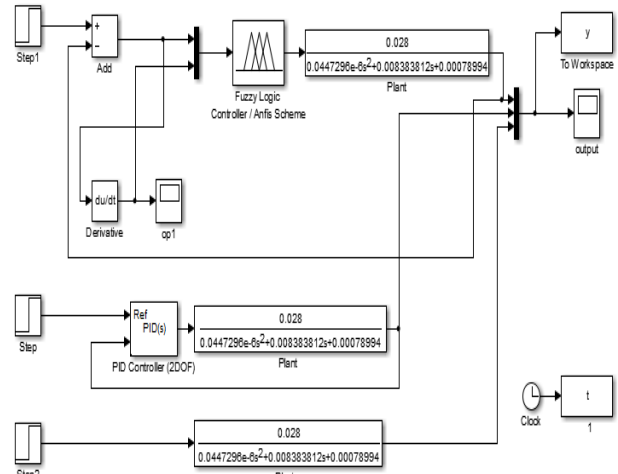 Step1
+
−
Add
Fuzzy Logic
Controller / Anfis Scheme
0.028
0.0447296e-6s2+0.008383812s+0.00078994
Plant
y
To Workspace
output
du/dt
Derivative
op1
Step
Ref
PID(s)
PID Controller (2DOF)
0.028
0.0447296e-6s2+0.008383812s+0.00078994
Plant
Clock
t
1
0.028
0.0447296e-6s2+0.008383812s+0.00078994